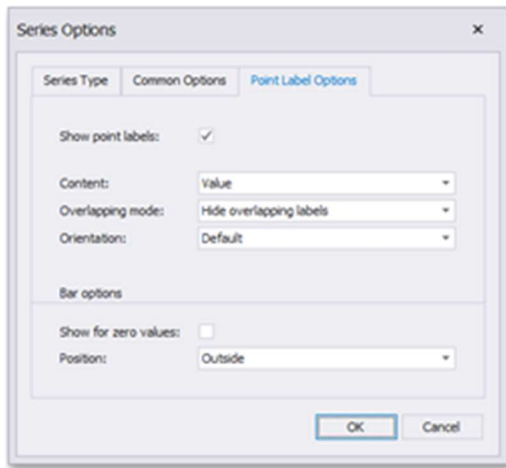 Series Options
Series Type Common Options Point Label Options
Show point labels:
Content: Value
Overlapping mode: Hide overlapping labels
Orientation: Default
Bar options
Show for zero values:
Position: Outside
OK Cancel